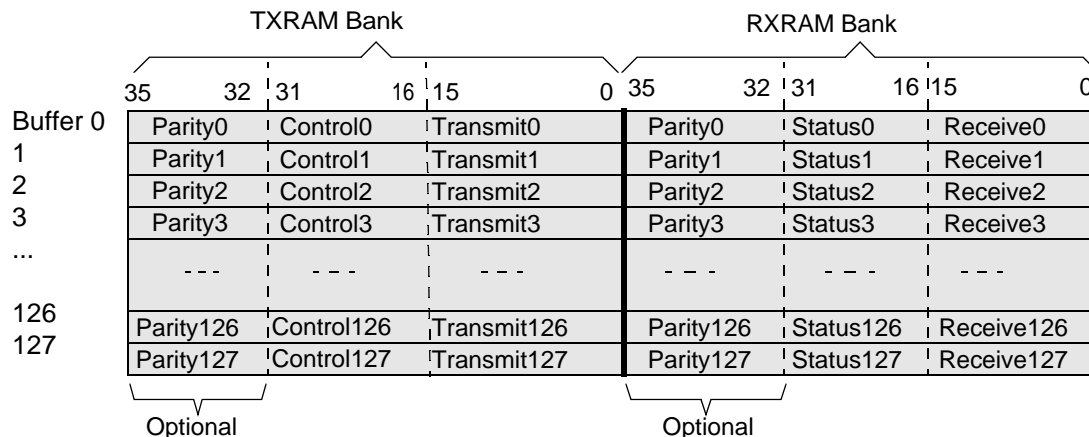 TXRAM Bank RXRAM Bank
35 32 31 16 15 0 35 32 31 16 15 0
Buffer 0 Parity0 Control0 Transmit0 Parity0 Status0 Receive0
1 Parity1 Control1 Transmit1 Parity1 Status1 Receive1
2 Parity2 Control2 Transmit2 Parity2 Status2 Receive2
3 Parity3 Control3 Transmit3 Parity3 Status3 Receive3
... - - - - - - - - - - - - - - - - - -
126 Parity126 Control126 Transmit126 Parity126 Status126 Receive126
127 Parity127 Control127 Transmit127 Parity127 Status127 Receive127
Optional Optional